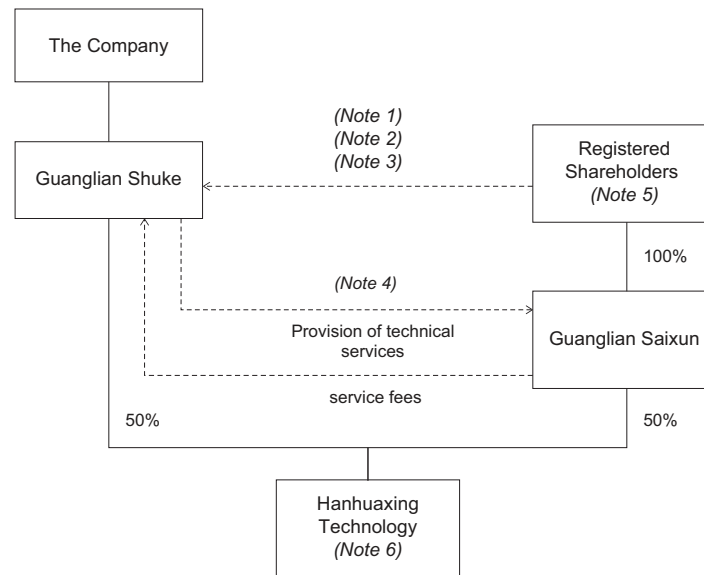 The Company
(Note 1)
(Note 2)
(Note 3)
Guanglian Shuke
Registered
Shareholders
(Note 5)
100%
(Note 4)
Provision of technical
services
Guanglian Saixun
service fees
50%
50%
Hanhuaxing
Technology
(Note 6)